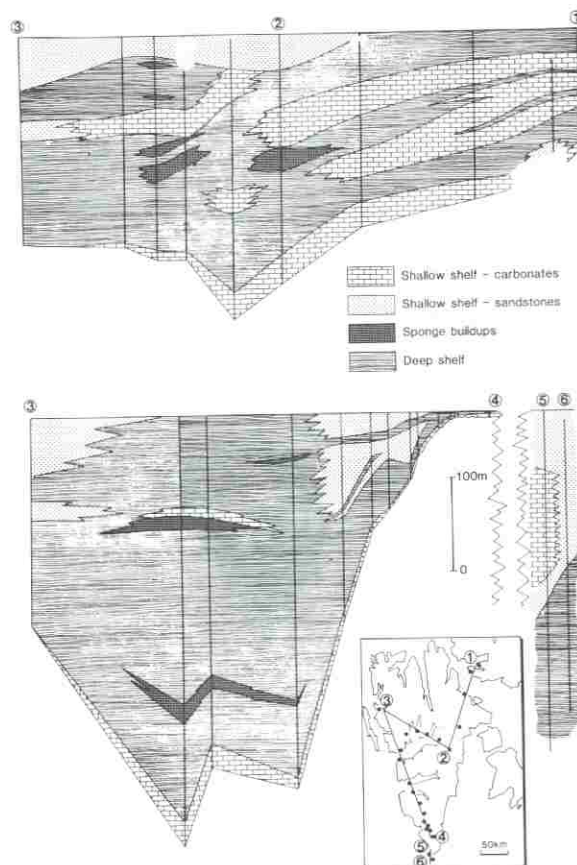 ③ ② ①
Shallow shelf – carbonates
Shallow shelf – sandstones
Sponge buildups
Deep shelf
③ ④ ⑤ ⑥
100m
0
①
③
②
④
⑤
⑥
50km